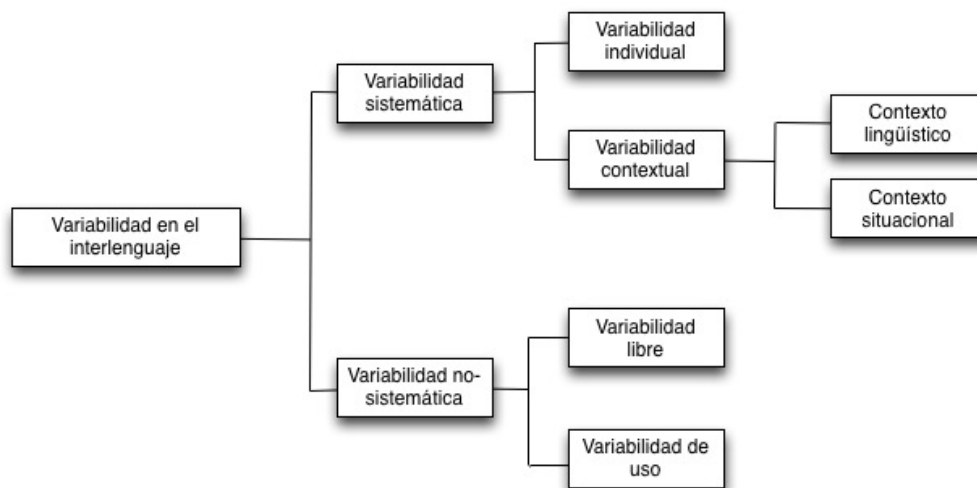 Variabilidad en el
interlenguaje
Variabilidad
sistemática
Variabilidad
individual
Variabilidad
contextual
Contexto
lingüístico
Contexto
situacional
Variabilidad no-
sistemática
Variabilidad
libre
Variabilidad de
uso